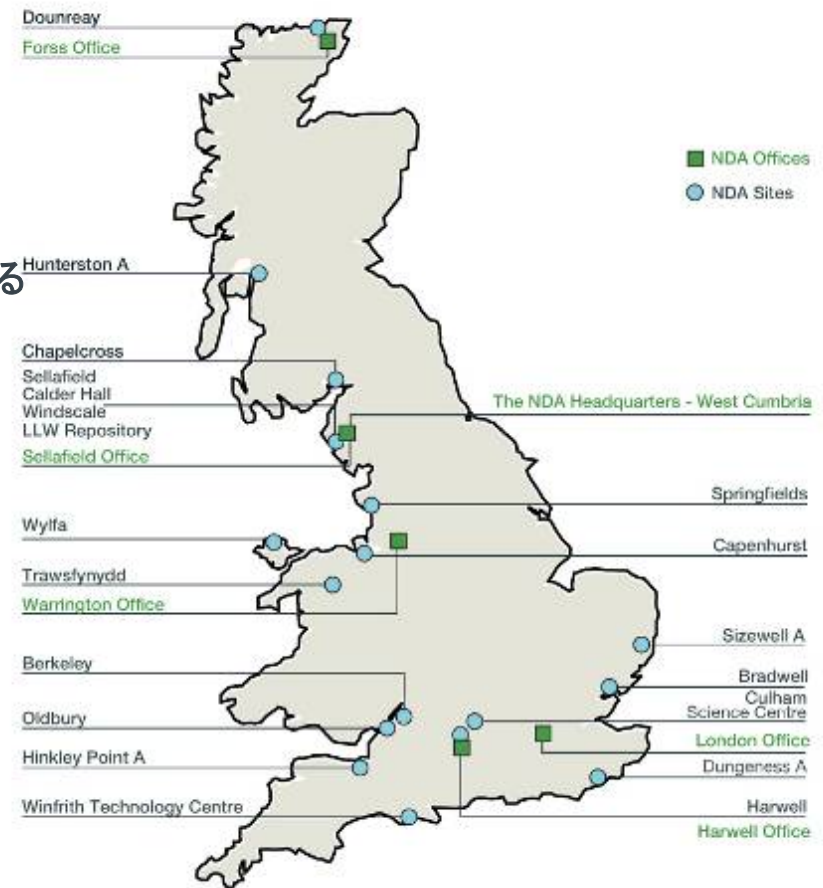 Dounreay
Forss Office
NDA Offices
NDA Sites
る
Hunterston A
Chapelcross
Sellafield
Calder Hall
Windscale
LLW Repository
Sellafield Office
The NDA Headquarters - West Cumbria
Springfields
Wylfa
Capenhurst
Trawsfynydd
Warrington Office
Sizewell A
Berkeley
Bradwell
Culham
Science Centre
Oldbury
London Office
Hinkley Point A
Dungeness A
Winfrith Technology Centre
Harwell
Harwell Office